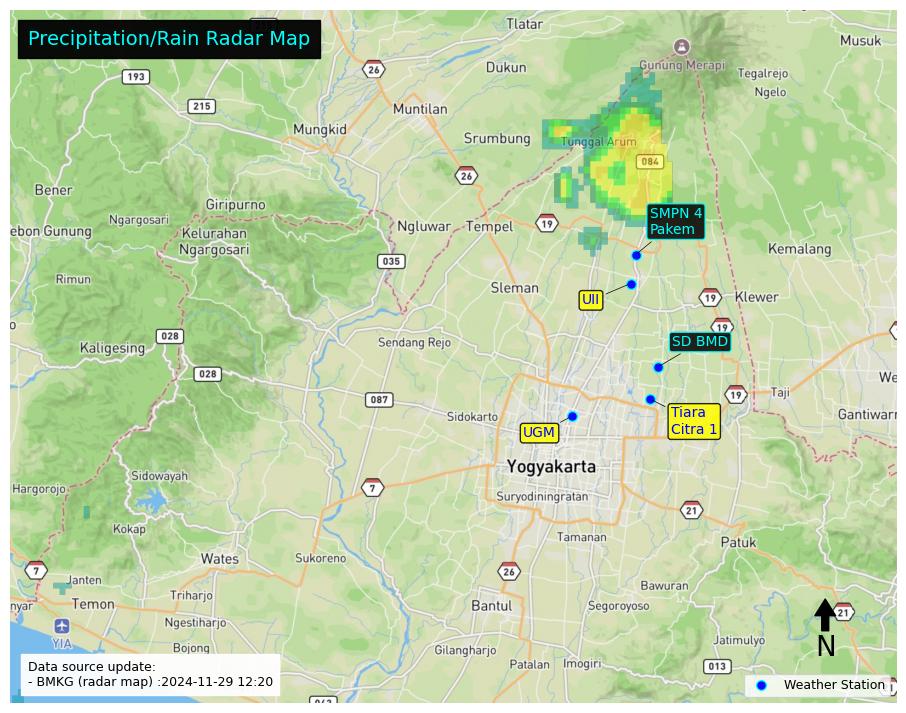 Precipitation/Rain Radar Map
Tlatar
Musuk
26
193
Dukun
Gunung Merapi
Tegalrejo
Ngelo
215
Muntilan
Mungkid
Srumbung
Tunggal Arum
084
26
Bener
Giripurno
Ngargosari
SMPN 4
Pakem
19
ebon Gunung
Kelurahan
Ngargosari
Ngluwar
Tempel
Kemalang
035
Rimun
Sleman
UII
19
Klewer
19
028
Kaligesing
Sendang Rejo
SD BMD
028
087
Taji
19
We
Sidokarto
Tiara
Citra 1
Gantiwarn
UGM
Yogyakarta
Sidowayah
Hargorojo
7
Suryodiningratan
21
Kokap
Tamanan
Patuk
Wates
Sukoreno
7
26
Janten
Bawuran
nyar
Temon
Triharjo
Bantul
Segoroyoso
21
Ngestiharjo
YIA
Bojong
Gilangharjo
Jatimulyo
N
Patalan
Imogiri
013
Data source update:
- BMKG (radar map) :2024-11-29 12:20
Weather Station